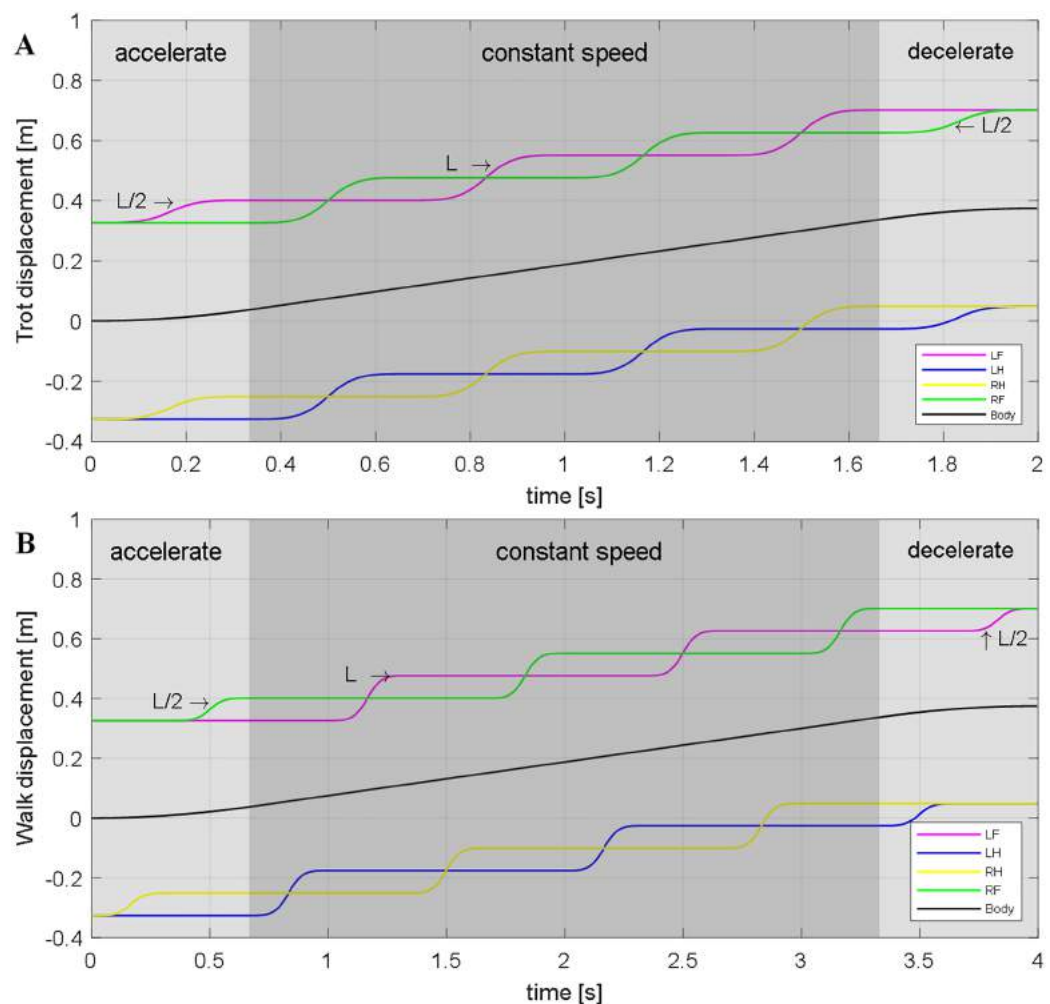 A
accelerate constant speed decelerate
1
0.8
0.6
0.4
0.2
0
-0.2
-0.4
Trot displacement [m]
L/2 →
L →
← L/2
LF
LH
RH
RF
Body
0 0.2 0.4 0.6 0.8 1 1.2 1.4 1.6 1.8 2
time [s]
B
accelerate constant speed decelerate
1
0.8
0.6
0.4
0.2
0
-0.2
-0.4
Walk displacement [m]
L/2 →
L →
↑ L/2
LF
LH
RH
RF
Body
0 0.5 1 1.5 2 2.5 3 3.5 4
time [s]